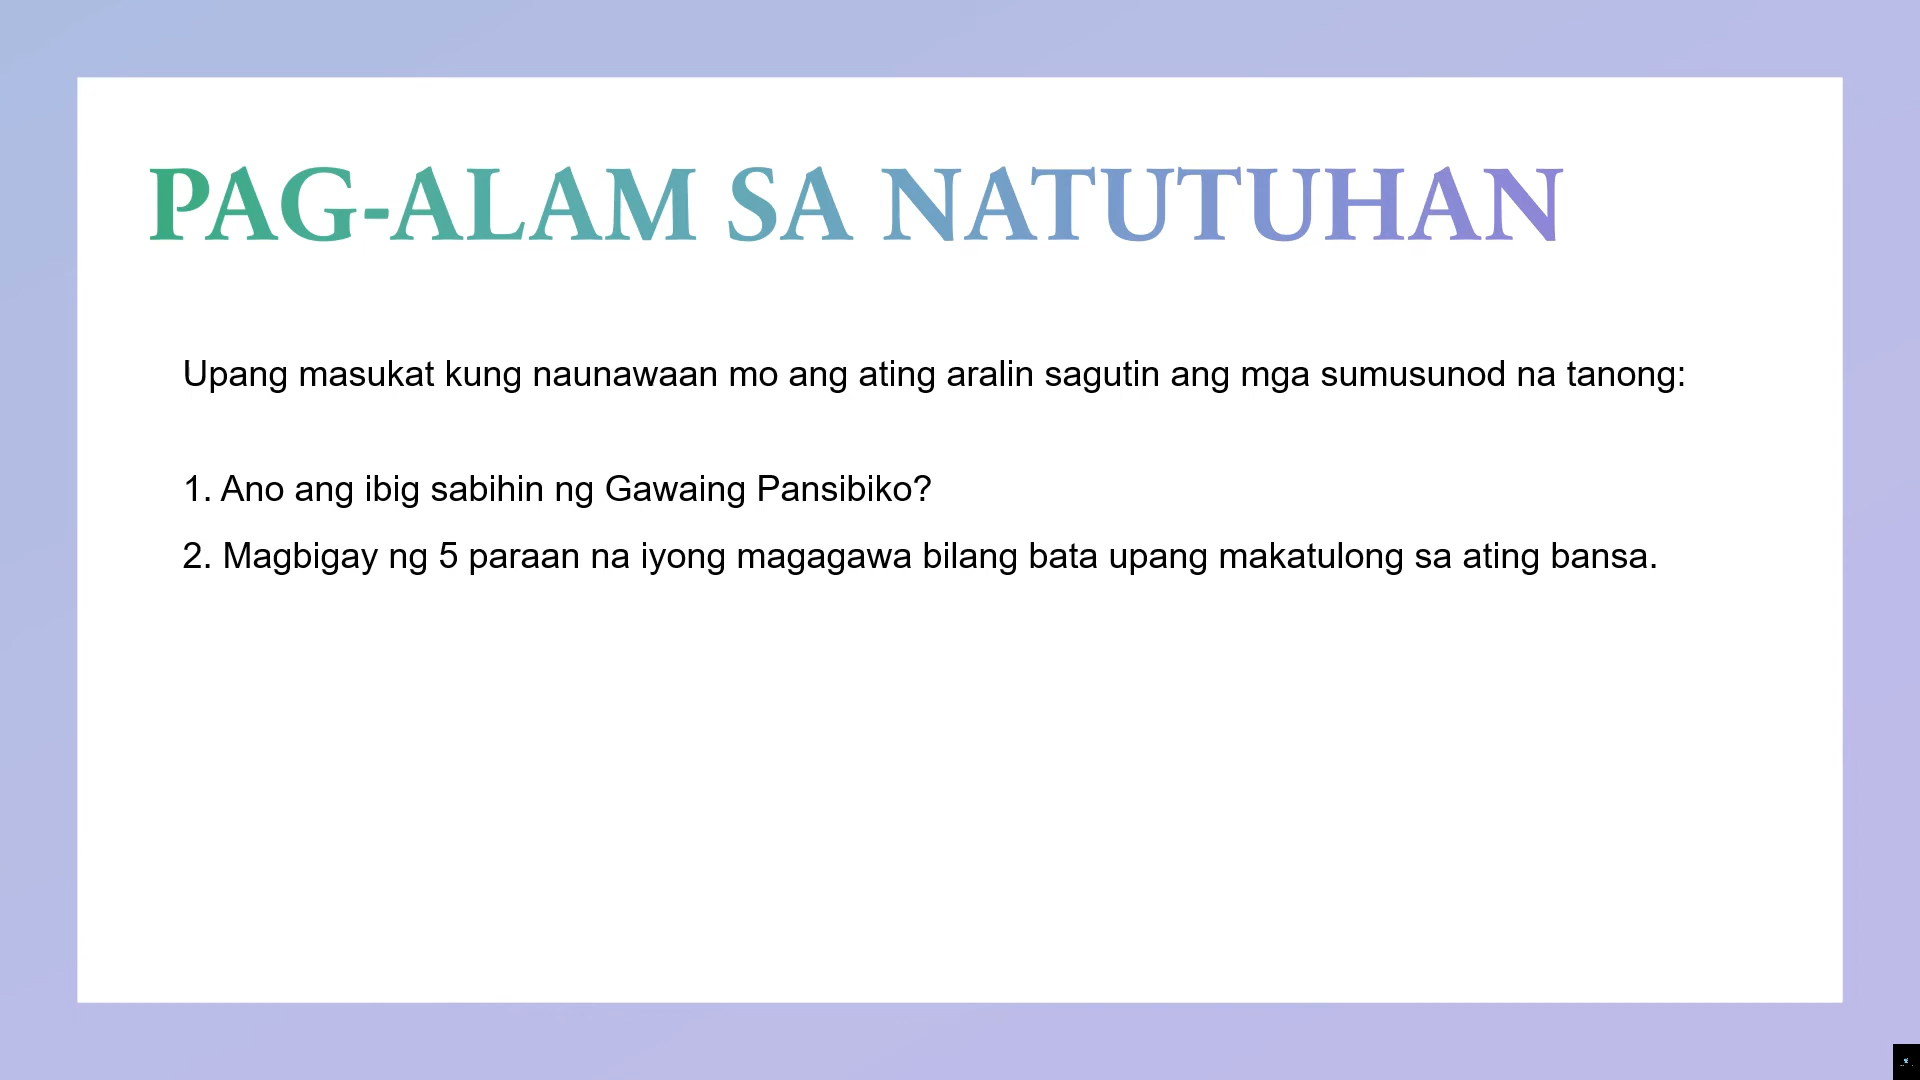 PAG-ALAM SA NATUTUHAN
Upang masukat kung naunawaan mo ang ating aralin sagutin ang mga sumusunod na tanong:
1. Ano ang ibig sabihin ng Gawaing Pansibiko?
2. Magbigay ng 5 paraan na iyong magagawa bilang bata upang makatulong sa ating bansa.